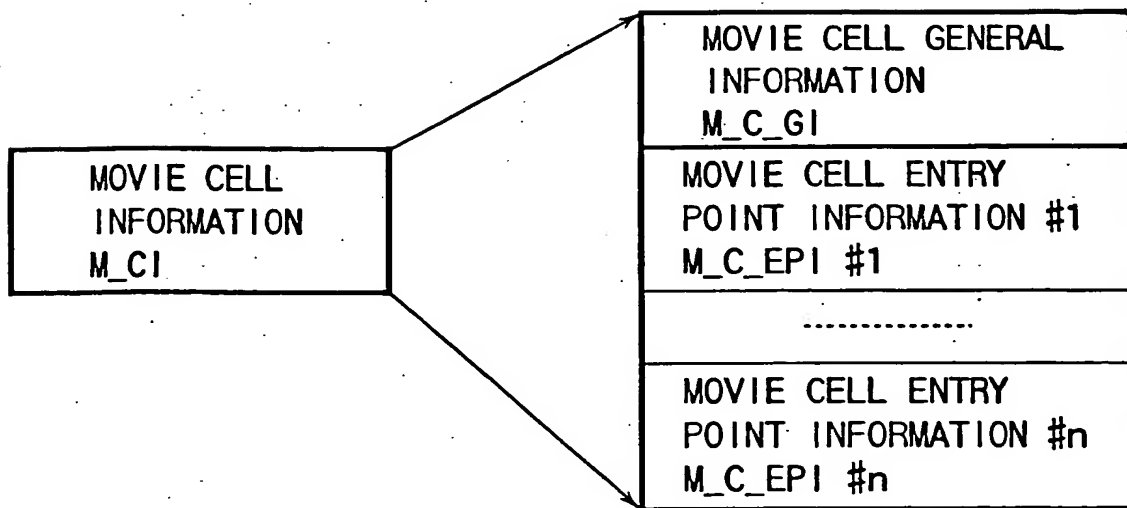 MOVIE CELL
INFORMATION
M_CI
MOVIE CELL GENERAL
INFORMATION
M_C_GI
MOVIE CELL ENTRY
POINT INFORMATION #1
M_C_EPI #1
MOVIE CELL ENTRY
POINT INFORMATION #n
M_C_EPI #n